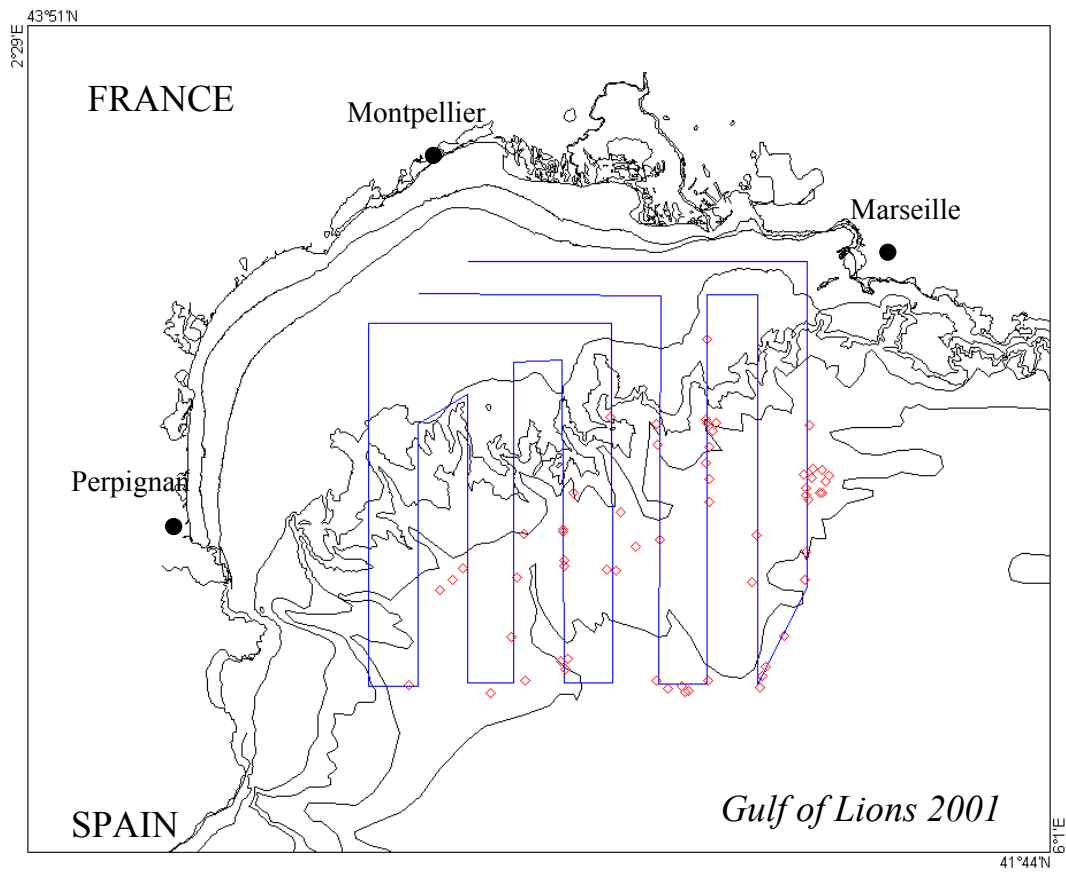 43°51'N
2°29'E
FRANCE
Montpellier
Marseille
Perpignan
SPAIN
Gulf of Lions 2001
6°1'E
41°44'N